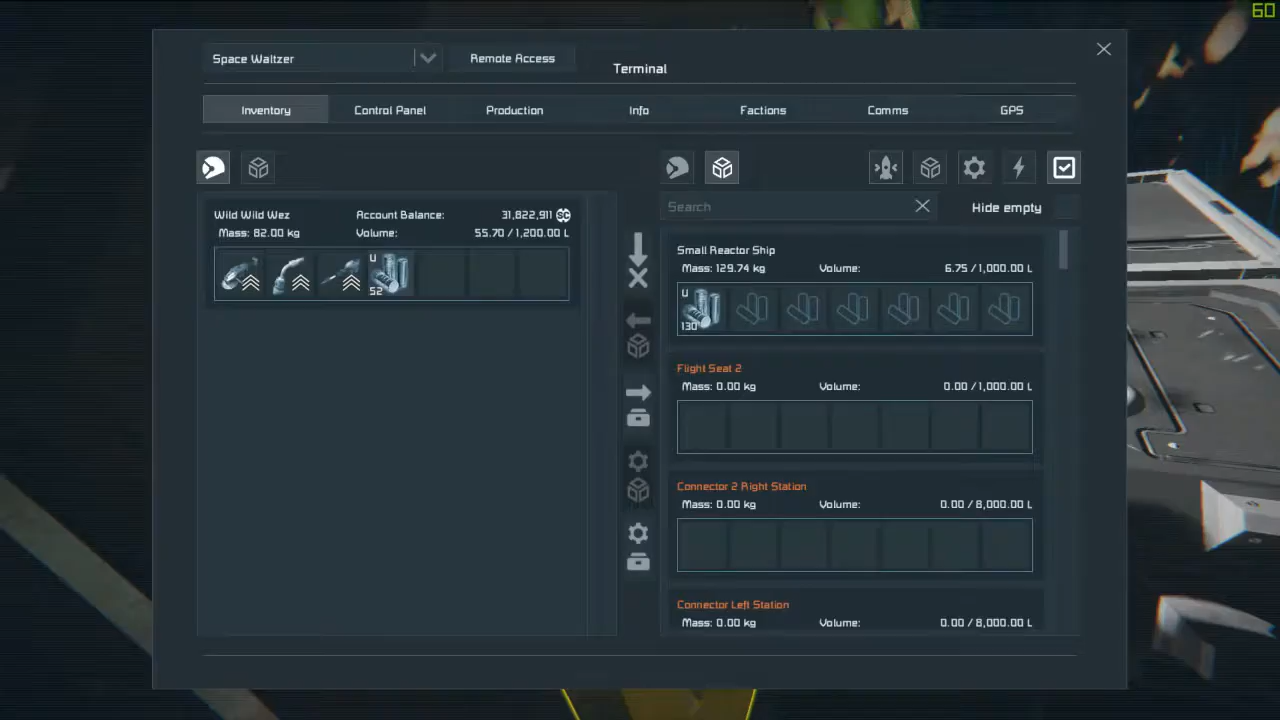 60
Space Waltzer
Remote Access
Terminal
Inventory
Control Panel
Production
Info
Factions
Comms
GPS
Wild Wild Wez
Account Balance:
31,822,911 SC
Mass: 82.00 kg
Volume:
55.70 / 1,200.00 L
U
52
Search
Hide empty
Small Reactor Ship
Mass: 129.74 kg
Volume:
6.75 / 1,000.00 L
U
130
Flight Seat 2
Mass: 0.00 kg
Volume:
0.00 / 1,000.00 L
Connector 2 Right Station
Mass: 0.00 kg
Volume:
0.00 / 8,000.00 L
Connector Left Station
Mass: 0.00 kg
Volume:
0.00 / 8,000.00 L